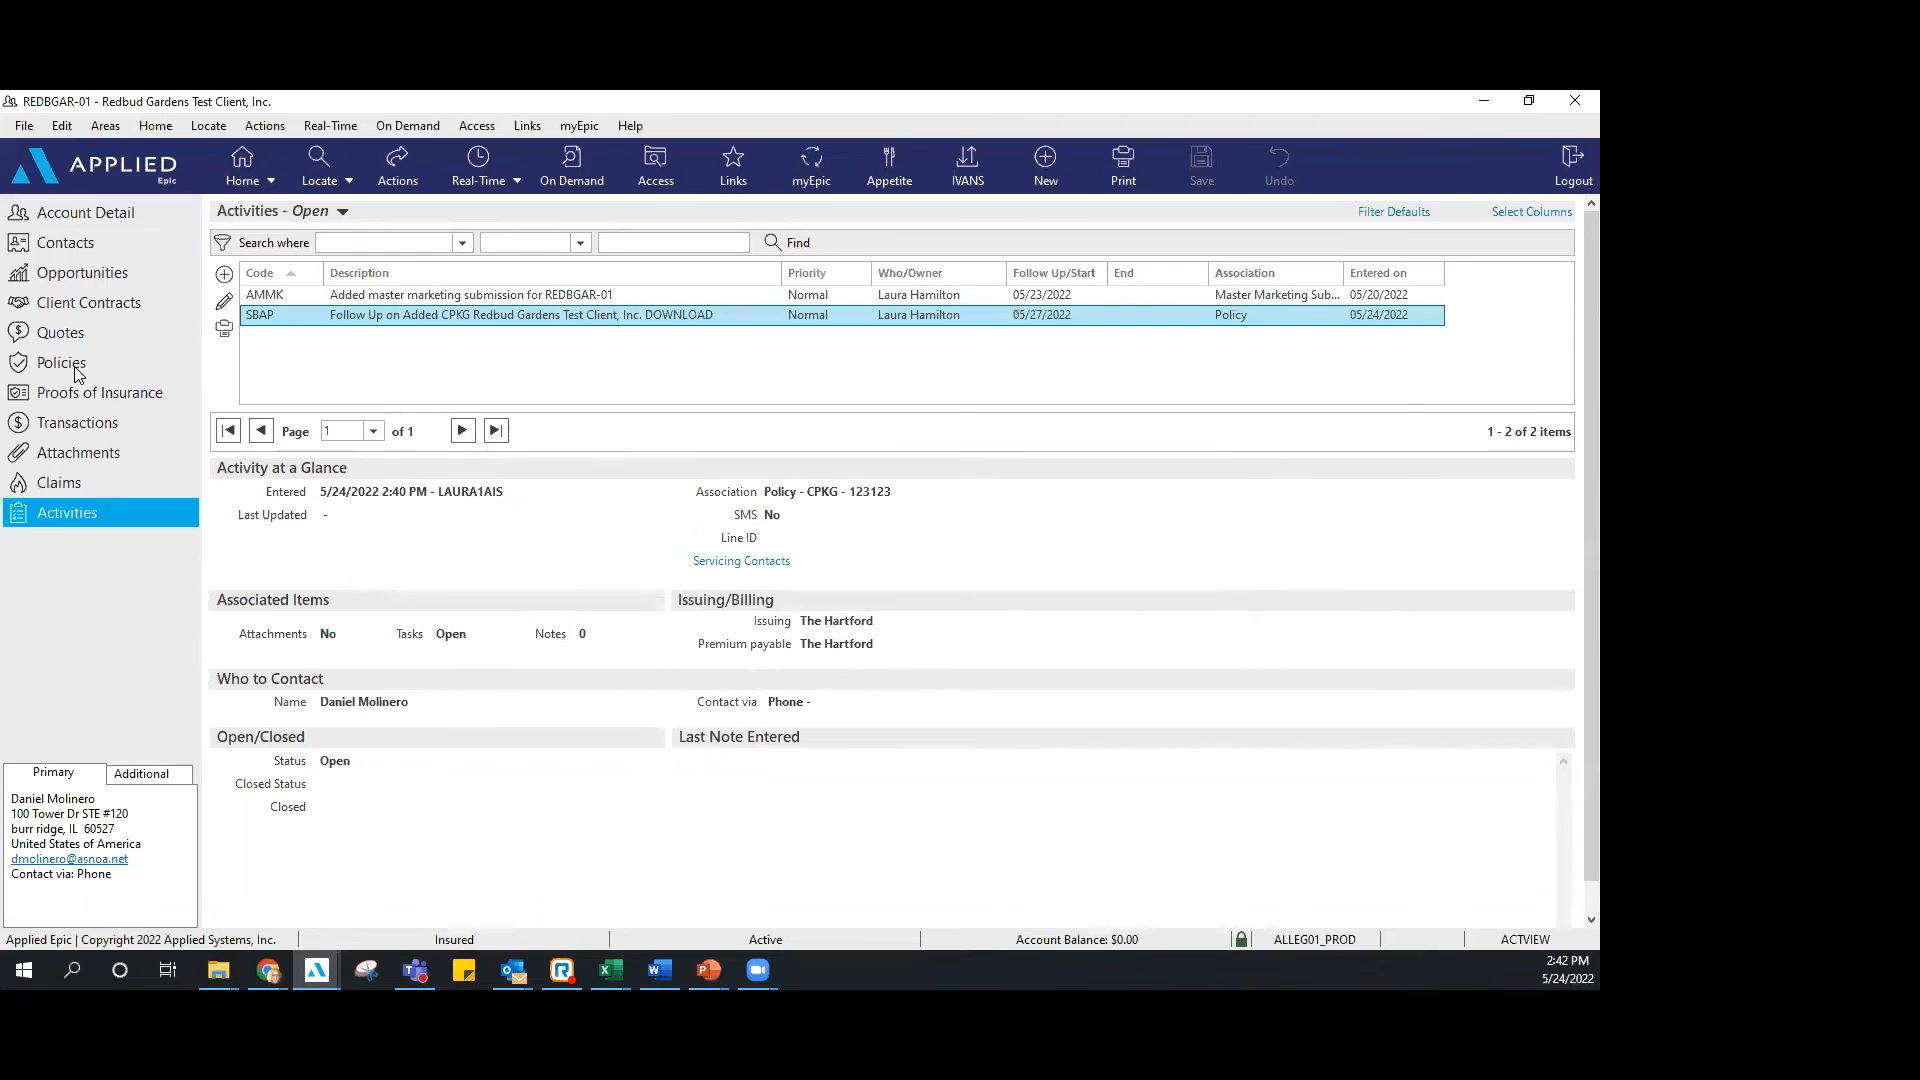 REDBGAR-01 - Redbud Gardens Test Client, Inc.
File Edit Areas Home Locate Actions Real-Time On Demand Access Links myEpic Help
APPLIED Epic
Home Locate Actions Real-Time On Demand Access Links myEpic Appetite IVANS New Print Save Undo Logout
Account Detail
Contacts
Opportunities
Client Contracts
Quotes
Policies
Proofs of Insurance
Transactions
Attachments
Claims
Activities
Activities - Open Filter Defaults Select Columns
Search where Find
Code Description Priority Who/Owner Follow Up/Start End Association Entered on
AMMK Added master marketing submission for REDBGAR-01 Normal Laura Hamilton 05/23/2022 Master Marketing Sub... 05/20/2022
SBAP Follow Up on Added CPKG Redbud Gardens Test Client, Inc. DOWNLOAD Normal Laura Hamilton 05/27/2022 Policy 05/24/2022
Page 1 of 1 1 - 2 of 2 items
Activity at a Glance
Entered 5/24/2022 2:40 PM - LAURA1AIS Association Policy - CPKG - 123123
Last Updated - SMS No
Line ID
Servicing Contacts
Associated Items Issuing/Billing
Issuing The Hartford
Attachments No Tasks Open Notes 0
Premium payable The Hartford
Who to Contact
Name Daniel Molinero Contact via Phone -
Open/Closed Last Note Entered
Status Open
Closed Status
Closed
Primary Additional
Daniel Molinero
100 Tower Dr STE #120
burr ridge, IL 60527
United States of America
dmolinero@asnoa.net
Contact via: Phone
Applied Epic | Copyright 2022 Applied Systems, Inc. Insured Active Account Balance: $0.00 ALLEG01_PROD ACTVIEW
2:42 PM
5/24/2022